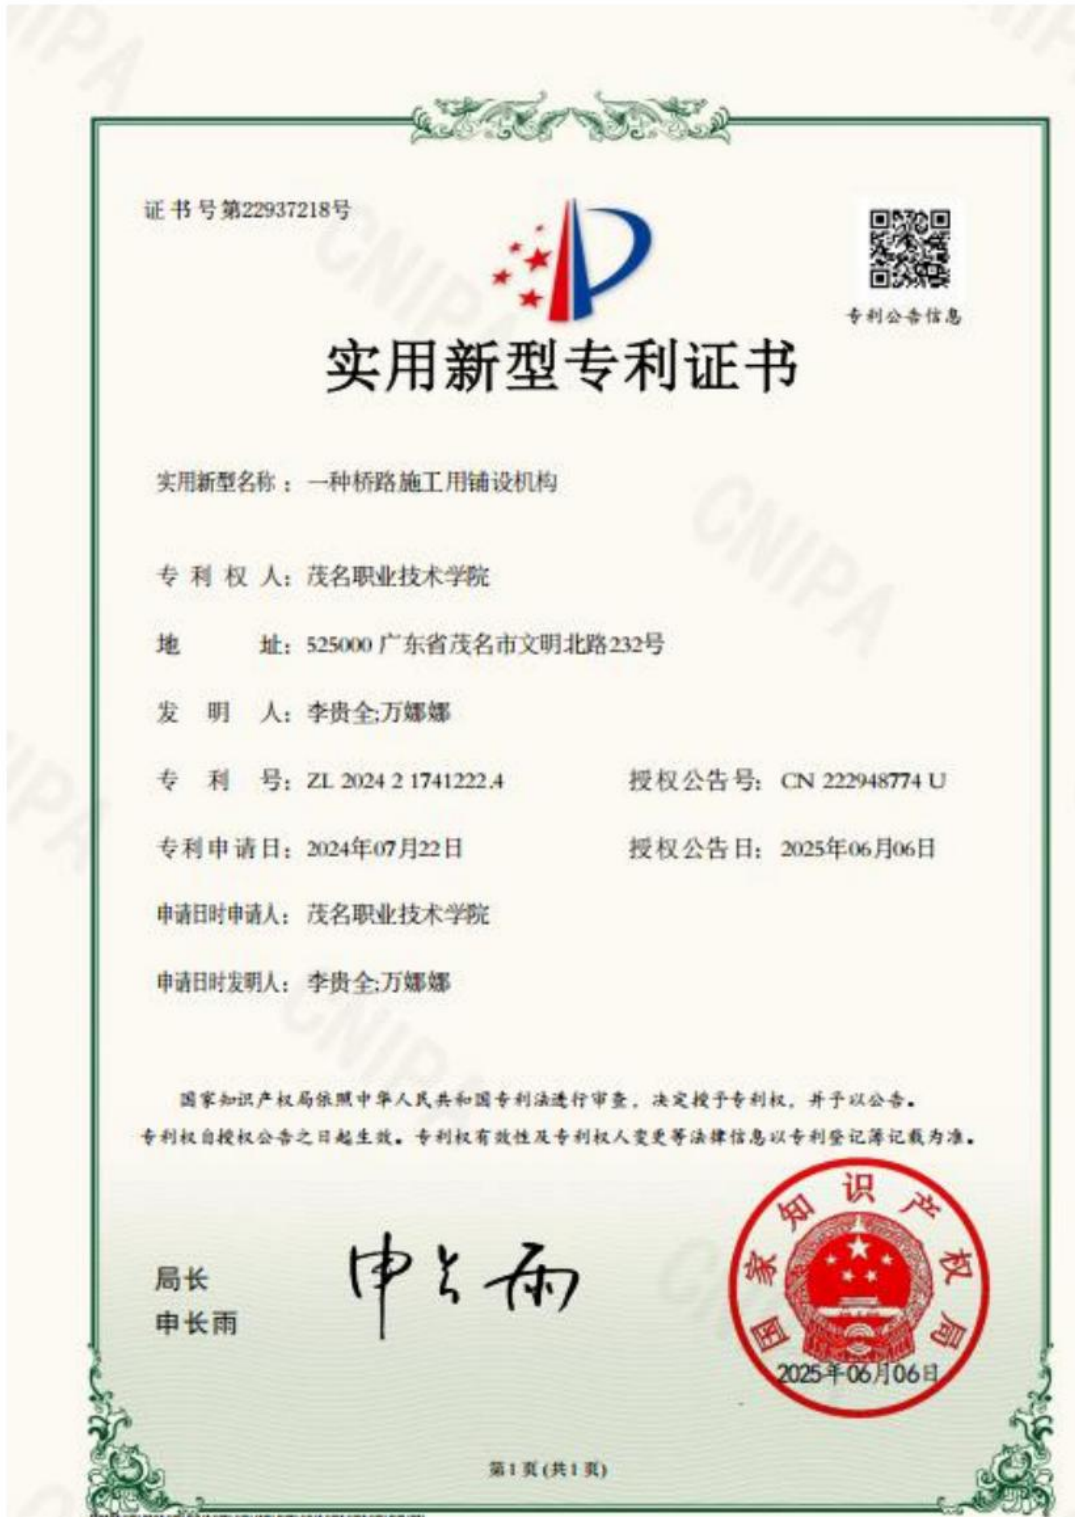 证书号第22937218号
专利公告信息
实用新型专利证书
实用新型名称：一种桥路施工用铺设机构
专利权人：茂名职业技术学院
地址：525000 广东省茂名市文明北路232号
发明人：李贵全;万娜娜
专利号：ZL 2024 2 1741222.4 授权公告号：CN 222948774 U
专利申请日：2024年07月22日 授权公告日：2025年06月06日
申请日时申请人：茂名职业技术学院
申请日时发明人：李贵全;万娜娜
国家知识产权局依照中华人民共和国专利法进行审查，决定授予专利权，并予以公告。
专利权自授权公告之日起生效。专利权有效性及专利权人变更等法律信息以专利登记簿记载为准。
局长
申长雨
申长雨
国家知识产权局
2025年06月06日
第1页(共1页)
CNIPA
CNIPA
CNIPA
CNIPA